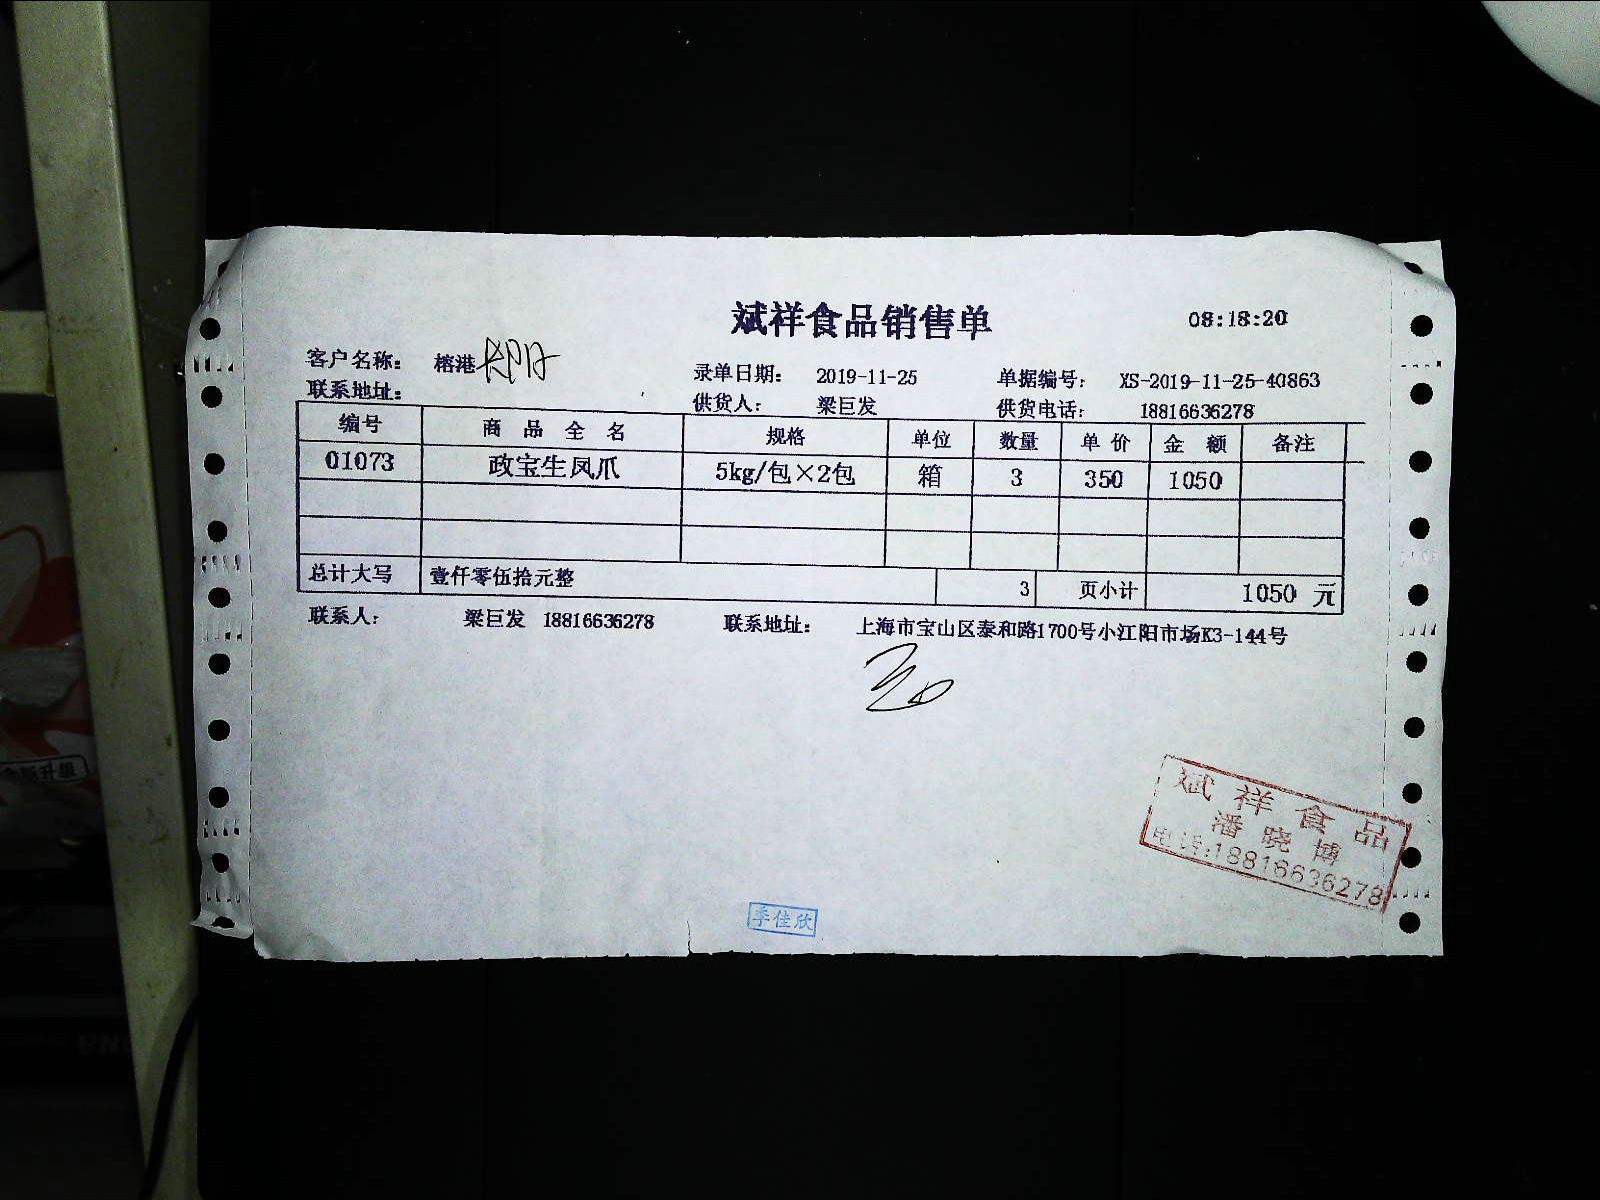 斌祥食品销售单
08:18:20
客户名称： 榕港
录单日期： 2019-11-25 单据编号： XS-2019-11-25-40863
联系地址：
供货人： 梁巨发 供货电话： 18816636278
编号 商品全名 规格 单位 数量 单价 金额 备注
01073 政宝生凤爪 5kg/包×2包 箱 3 350 1050
总计大写 壹仟零伍拾元整 3 页小计 1050 元
联系人： 梁巨发 18816636278 联系地址： 上海市宝山区泰和路1700号小江阳市场K3-144号
斌祥食品
潘晓博
电话:18816636278
季佳欣